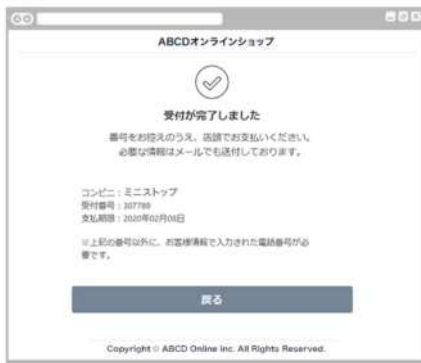 ABCDオンラインショップ
受付が完了しました
番号をお控えのうえ、店頭でお支払いください。
必要な情報はメールでも送付しております。
コンビニ：ミニストップ
受付番号：307789
支払期限：2020年02月08日
※上記の番号以外に、お客様情報で入力された電話番号が必
要です。
戻る
Copyright © ABCD Online inc. All Rights Reserved.